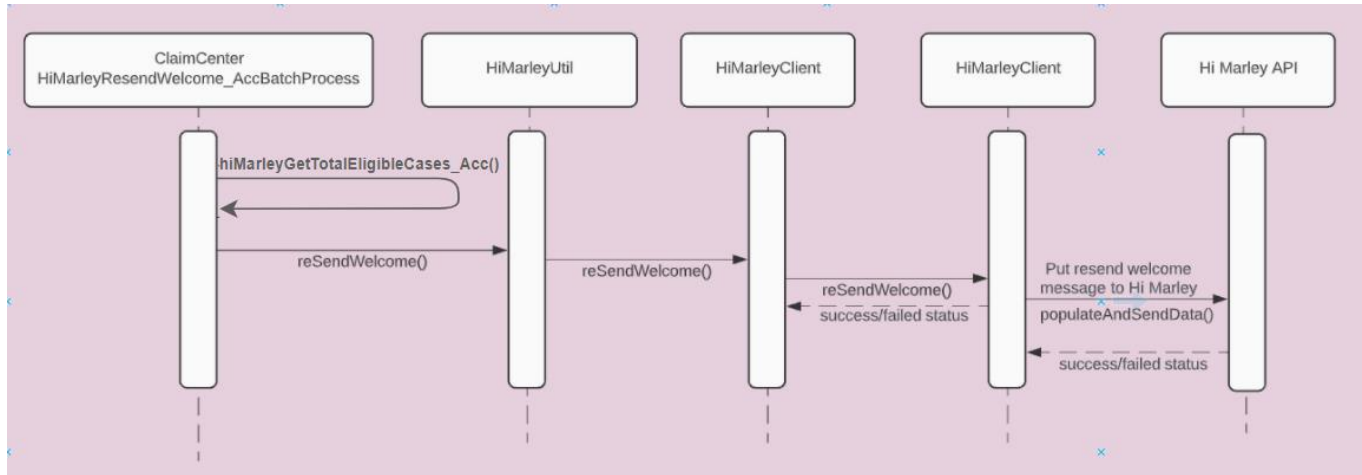 ClaimCenter
HiMarleyResendWelcome_AccBatchProcess
HiMarleyUtil
HiMarleyClient
HiMarleyClient
Hi Marley API
hiMarleyGetTotalEligibleCases_Acc()
reSendWelcome()
reSendWelcome()
reSendWelcome()
success/failed status
Put resend welcome
message to Hi Marley
populateAndSendData()
success/failed status